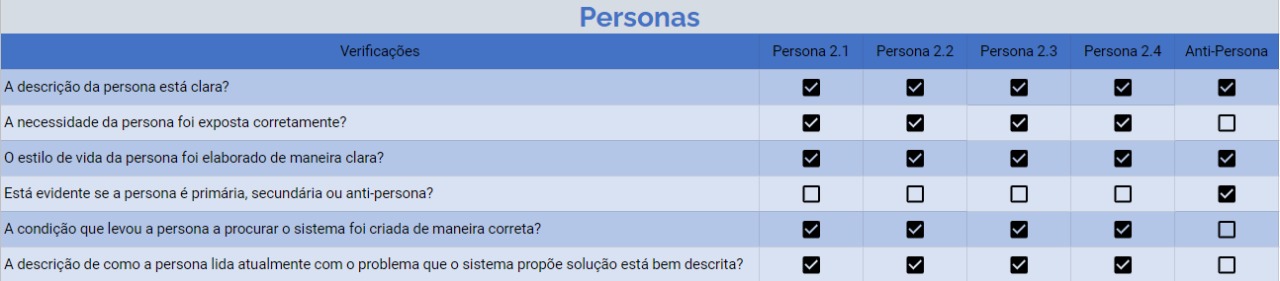 Personas
Verificações Persona 2.1 Persona 2.2 Persona 2.3 Persona 2.4 Anti-Persona
A descrição da persona está clara?
A necessidade da persona foi exposta corretamente?
O estilo de vida da persona foi elaborado de maneira clara?
Está evidente se a persona é primária, secundária ou anti-persona?
A condição que levou a persona a procurar o sistema foi criada de maneira correta?
A descrição de como a persona lida atualmente com o problema que o sistema propõe solução está bem descrita?